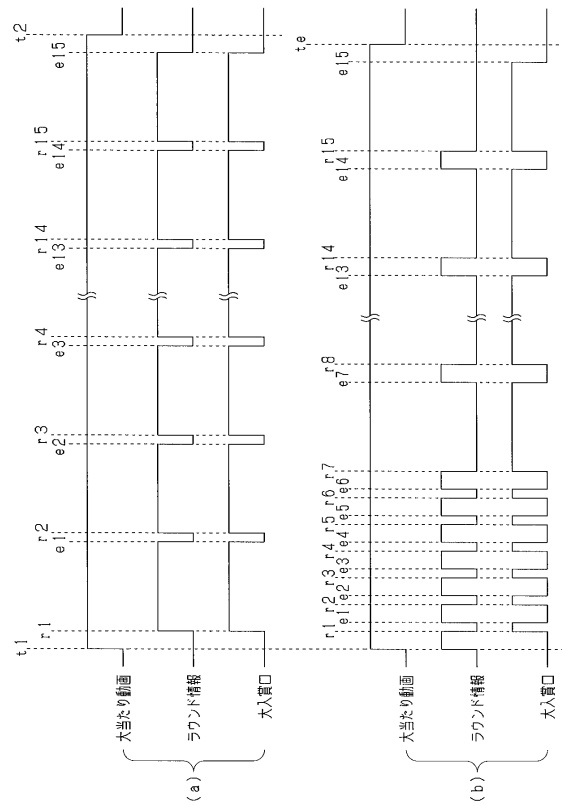 t1 r1 e1 r2 e2 r3 e3 r4 e13 r14 e14 r15 e15 t2
大当たり動画
ラウンド情報
大入賞口
(a)
r1 e1 r2 e2 r3 e3 r4 e4 r5 e5 r6 e6 r7 e7 r8 e13 r14 e14 r15 e15 te
大当たり動画
ラウンド情報
大入賞口
(b)